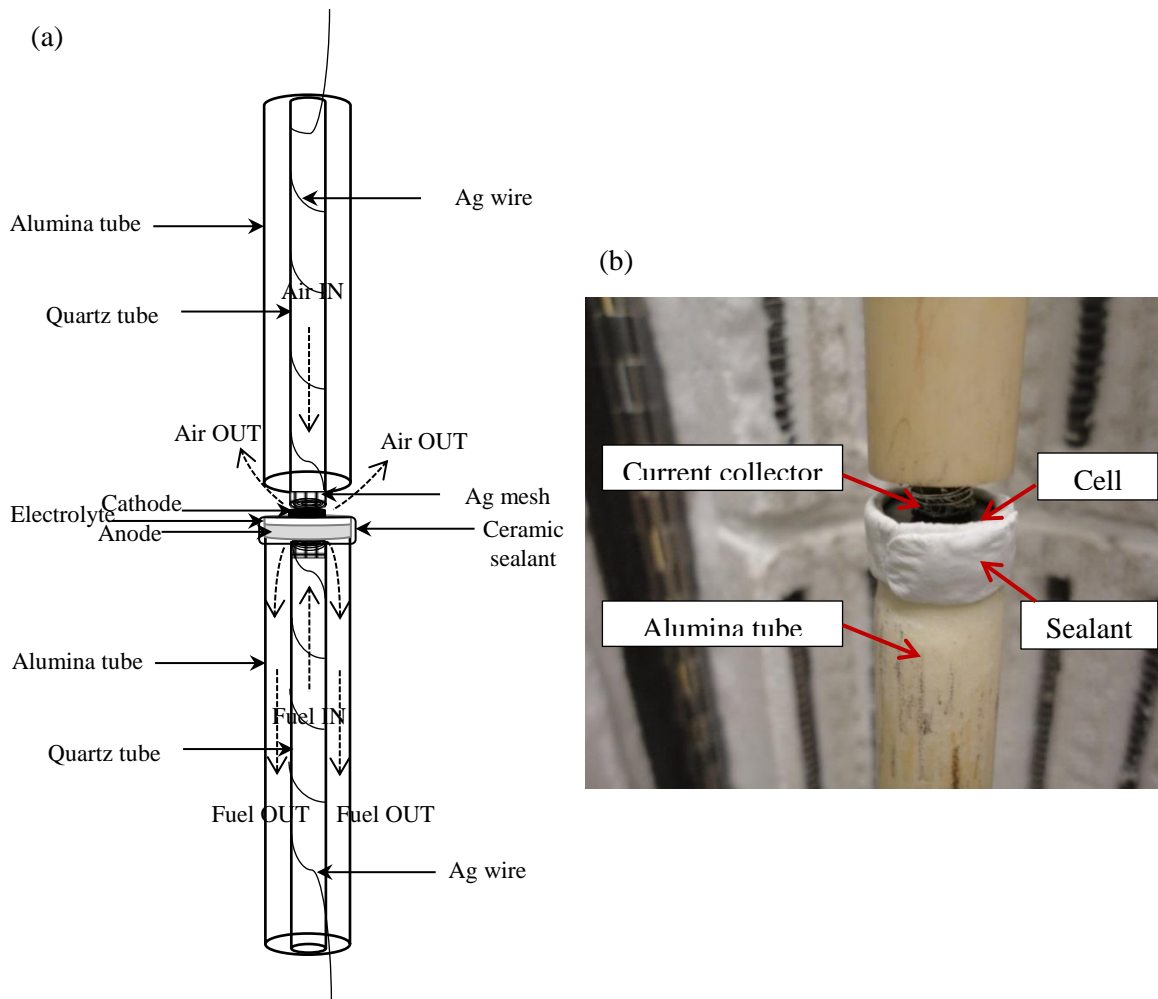 (a)
Ag wire
Alumina tube
Air IN
Quartz tube
Air OUT
Air OUT
Cathode
Ag mesh
Electrolyte
Anode
Ceramic
sealant
Alumina tube
Fuel IN
Quartz tube
Fuel OUT
Fuel OUT
Ag wire
(b)
Current collector
Cell
Alumina tube
Sealant